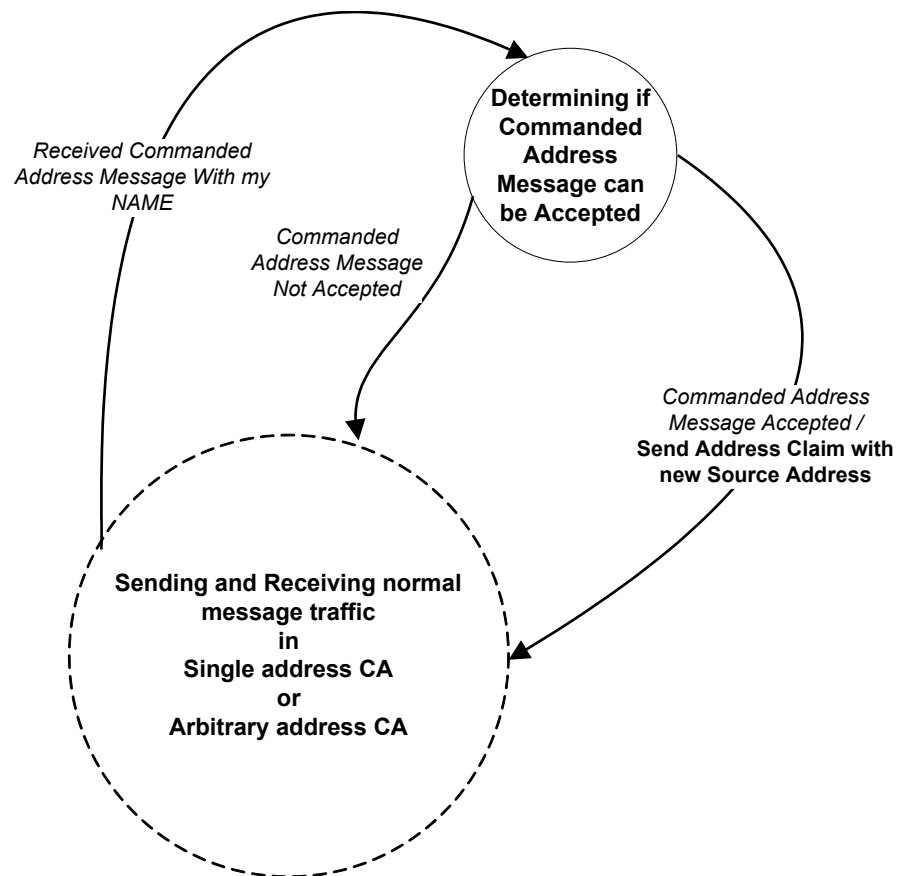 Determining if
Commanded
Address
Message can
be Accepted
Received Commanded
Address Message With my
NAME
Commanded
Address Message
Not Accepted
Commanded Address
Message Accepted /
Send Address Claim with
new Source Address
Sending and Receiving normal
message traffic
in
Single address CA
or
Arbitrary address CA